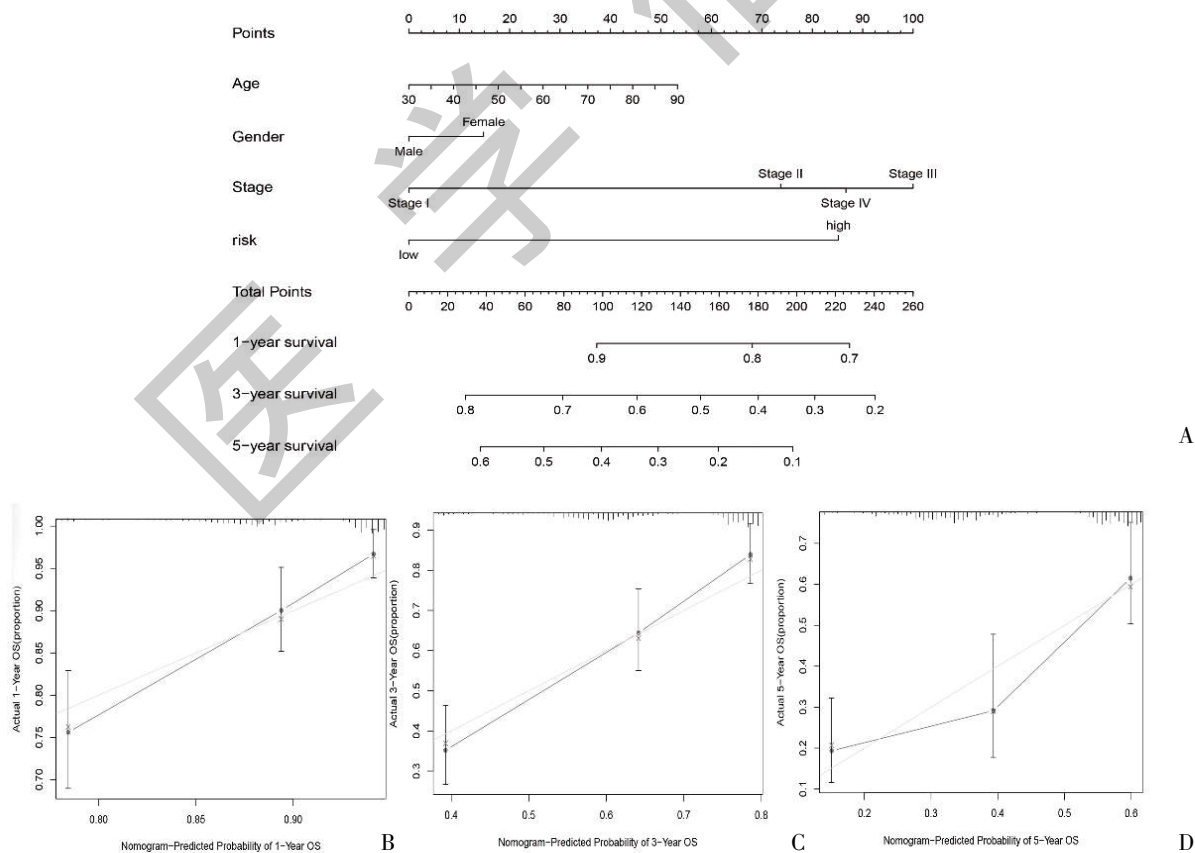 Points
0 10 20 30 40 50 60 70 80 90 100
Age
30 40 50 60 70 80 90
Gender
Female
Male
Stage
Stage II Stage III
Stage I Stage IV
risk
high
low
Total Points
0 20 40 60 80 100 120 140 160 180 200 220 240 260
1-year survival
0.9 0.8 0.7
3-year survival
0.8 0.7 0.6 0.5 0.4 0.3 0.2
5-year survival
0.6 0.5 0.4 0.3 0.2 0.1
A
Actual 1-Year OS(proportion)
1.00
0.95
0.90
0.85
0.80
0.75
0.70
0.80 0.85 0.90
Nomogram-Predicted Probability of 1-Year OS
B
Actual 3-Year OS(proportion)
0.9
0.8
0.7
0.6
0.5
0.4
0.3
0.4 0.5 0.6 0.7 0.8
Nomogram-Predicted Probability of 3-Year OS
C
Actual 5-Year OS(proportion)
0.7
0.6
0.5
0.4
0.3
0.2
0.1
0.2 0.3 0.4 0.5 0.6
Nomogram-Predicted Probability of 5-Year OS
D
医学